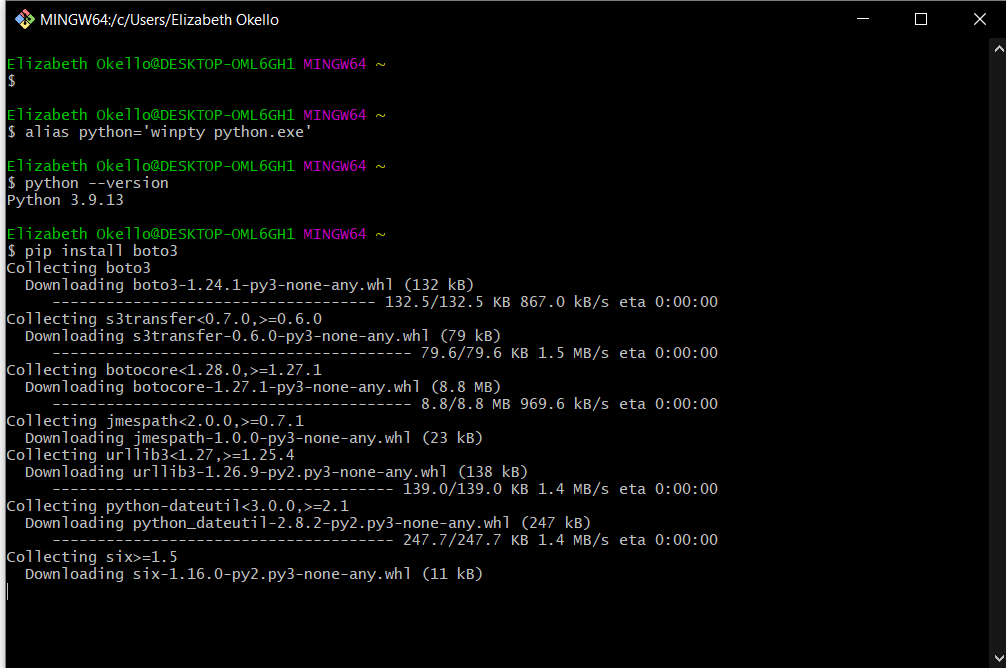 MINGW64:/c/Users/Elizabeth Okello
Elizabeth Okello@DESKTOP-OML6GH1 MINGW64 ~
$
Elizabeth Okello@DESKTOP-OML6GH1 MINGW64 ~
$ alias python='winpty python.exe'
Elizabeth Okello@DESKTOP-OML6GH1 MINGW64 ~
$ python --version
Python 3.9.13
Elizabeth Okello@DESKTOP-OML6GH1 MINGW64 ~
$ pip install boto3
Collecting boto3
  Downloading boto3-1.24.1-py3-none-any.whl (132 kB)
     ------------------------------------ 132.5/132.5 KB 867.0 kB/s eta 0:00:00
Collecting s3transfer<0.7.0,>=0.6.0
  Downloading s3transfer-0.6.0-py3-none-any.whl (79 kB)
     ---------------------------------------- 79.6/79.6 KB 1.5 MB/s eta 0:00:00
Collecting botocore<1.28.0,>=1.27.1
  Downloading botocore-1.27.1-py3-none-any.whl (8.8 MB)
     ---------------------------------------- 8.8/8.8 MB 969.6 kB/s eta 0:00:00
Collecting jmespath<2.0.0,>=0.7.1
  Downloading jmespath-1.0.0-py3-none-any.whl (23 kB)
Collecting urllib3<1.27,>=1.25.4
  Downloading urllib3-1.26.9-py2.py3-none-any.whl (138 kB)
     -------------------------------------- 139.0/139.0 KB 1.4 MB/s eta 0:00:00
Collecting python-dateutil<3.0.0,>=2.1
  Downloading python_dateutil-2.8.2-py2.py3-none-any.whl (247 kB)
     -------------------------------------- 247.7/247.7 KB 1.4 MB/s eta 0:00:00
Collecting six>=1.5
  Downloading six-1.16.0-py2.py3-none-any.whl (11 kB)